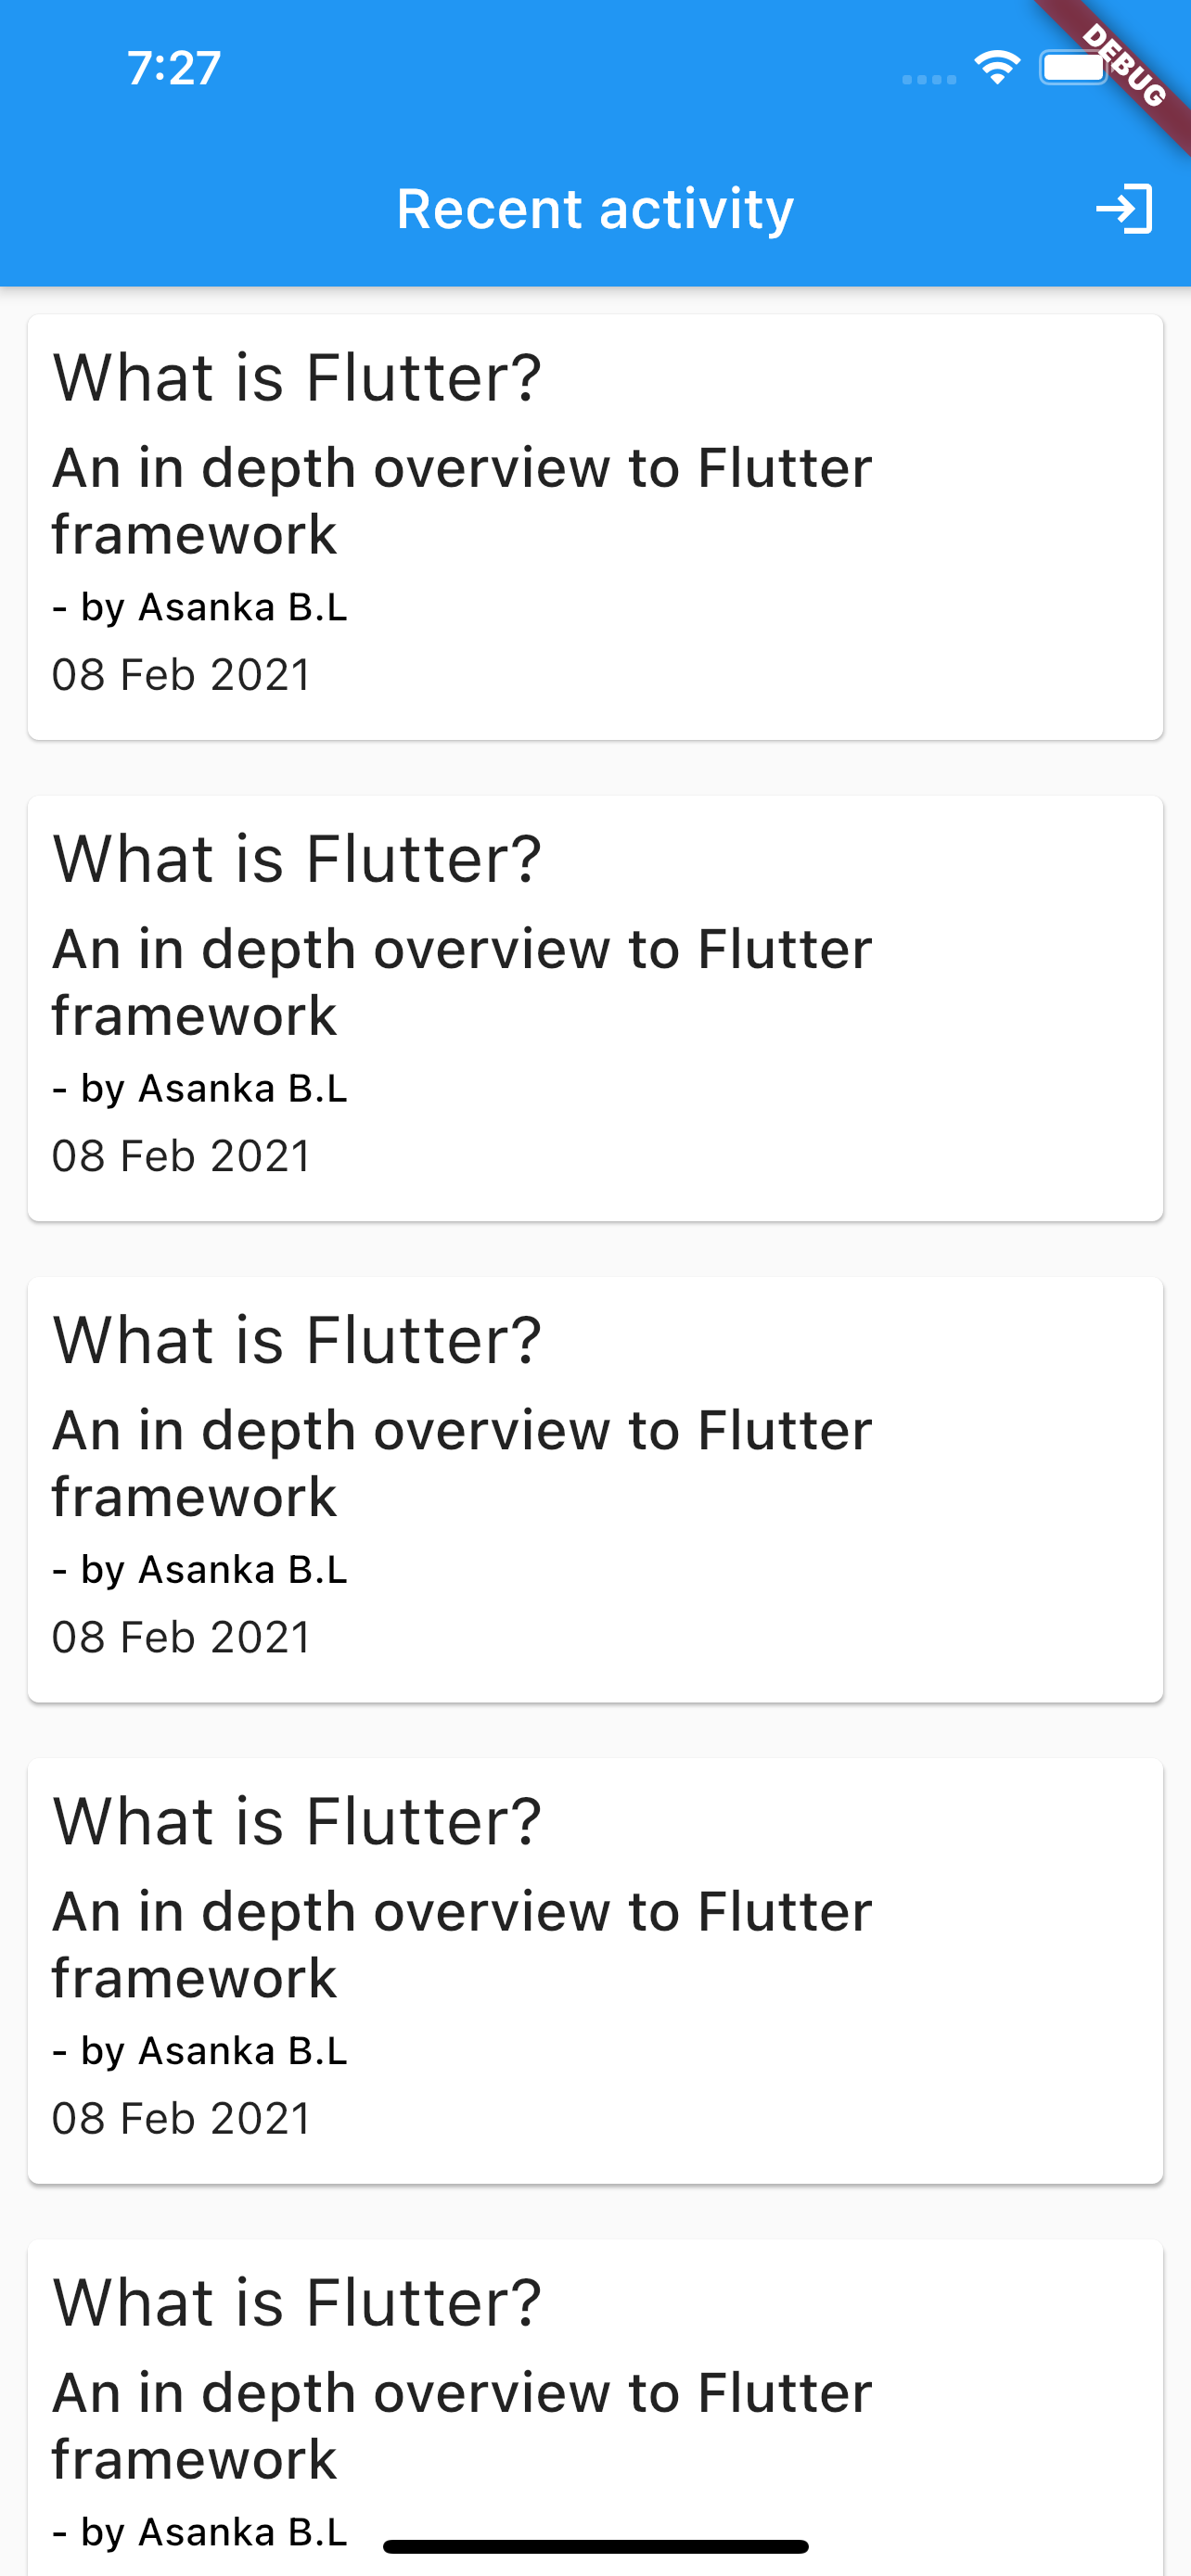 7:27
DEBUG
Recent activity
What is Flutter?
An in depth overview to Flutter
framework
- by Asanka B.L
08 Feb 2021
What is Flutter?
An in depth overview to Flutter
framework
- by Asanka B.L
08 Feb 2021
What is Flutter?
An in depth overview to Flutter
framework
- by Asanka B.L
08 Feb 2021
What is Flutter?
An in depth overview to Flutter
framework
- by Asanka B.L
08 Feb 2021
What is Flutter?
An in depth overview to Flutter
framework
- by Asanka B.L